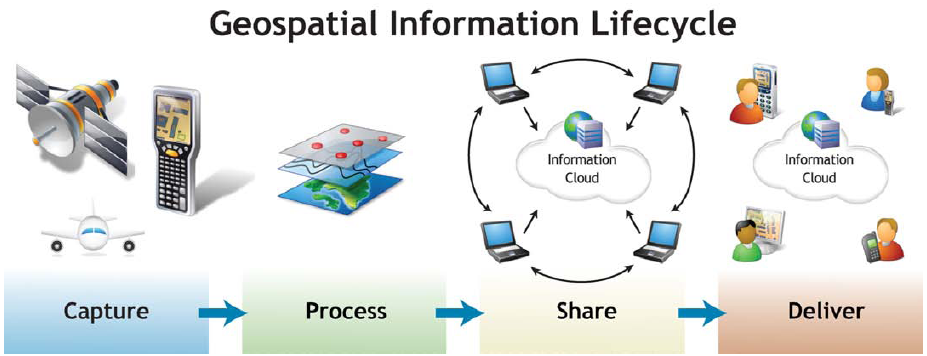 Geospatial Information Lifecycle
Information
Cloud
Information
Cloud
Capture
Process
Share
Deliver